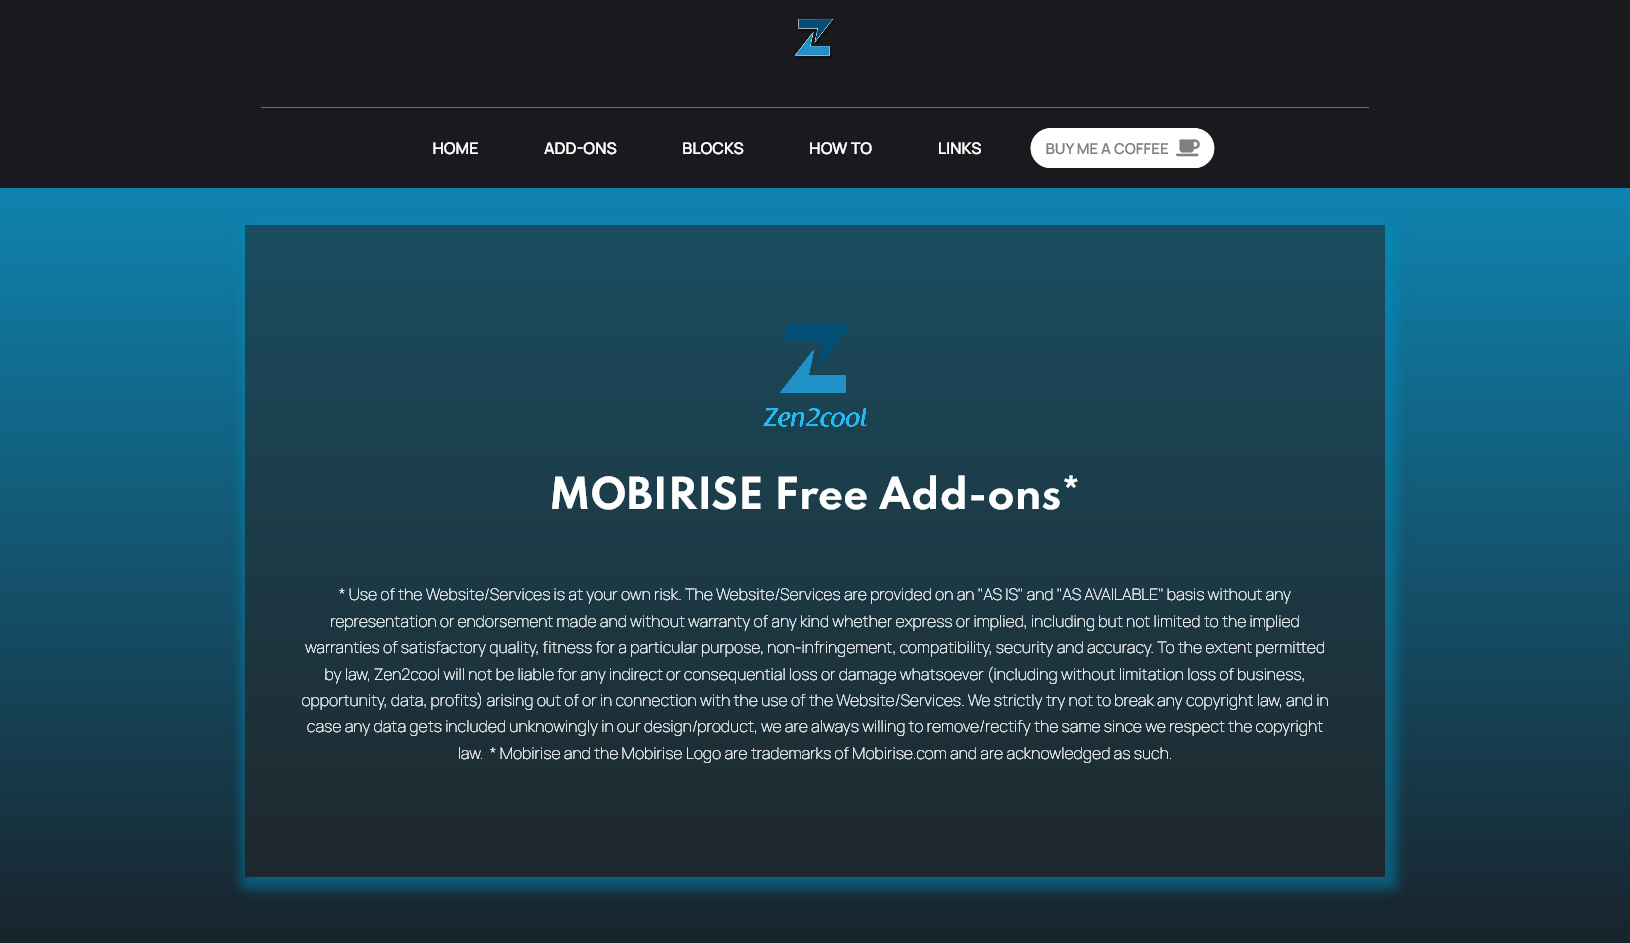 HOME ADD-ONS BLOCKS HOW TO LINKS BUY ME A COFFEE
Zen2cool
MOBIRISE Free Add-ons*
* Use of the Website/Services is at your own risk. The Website/Services are provided on an "AS IS" and "AS AVAILABLE" basis without any
representation or endorsement made and without warranty of any kind whether express or implied, including but not limited to the implied
warranties of satisfactory quality, fitness for a particular purpose, non-infringement, compatibility, security and accuracy. To the extent permitted
by law, Zen2cool will not be liable for any indirect or consequential loss or damage whatsoever (including without limitation loss of business,
opportunity, data, profits) arising out of or in connection with the use of the Website/Services. We strictly try not to break any copyright law, and in
case any data gets included unknowingly in our design/product, we are always willing to remove/rectify the same since we respect the copyright
law. * Mobirise and the Mobirise Logo are trademarks of Mobirise.com and are acknowledged as such.